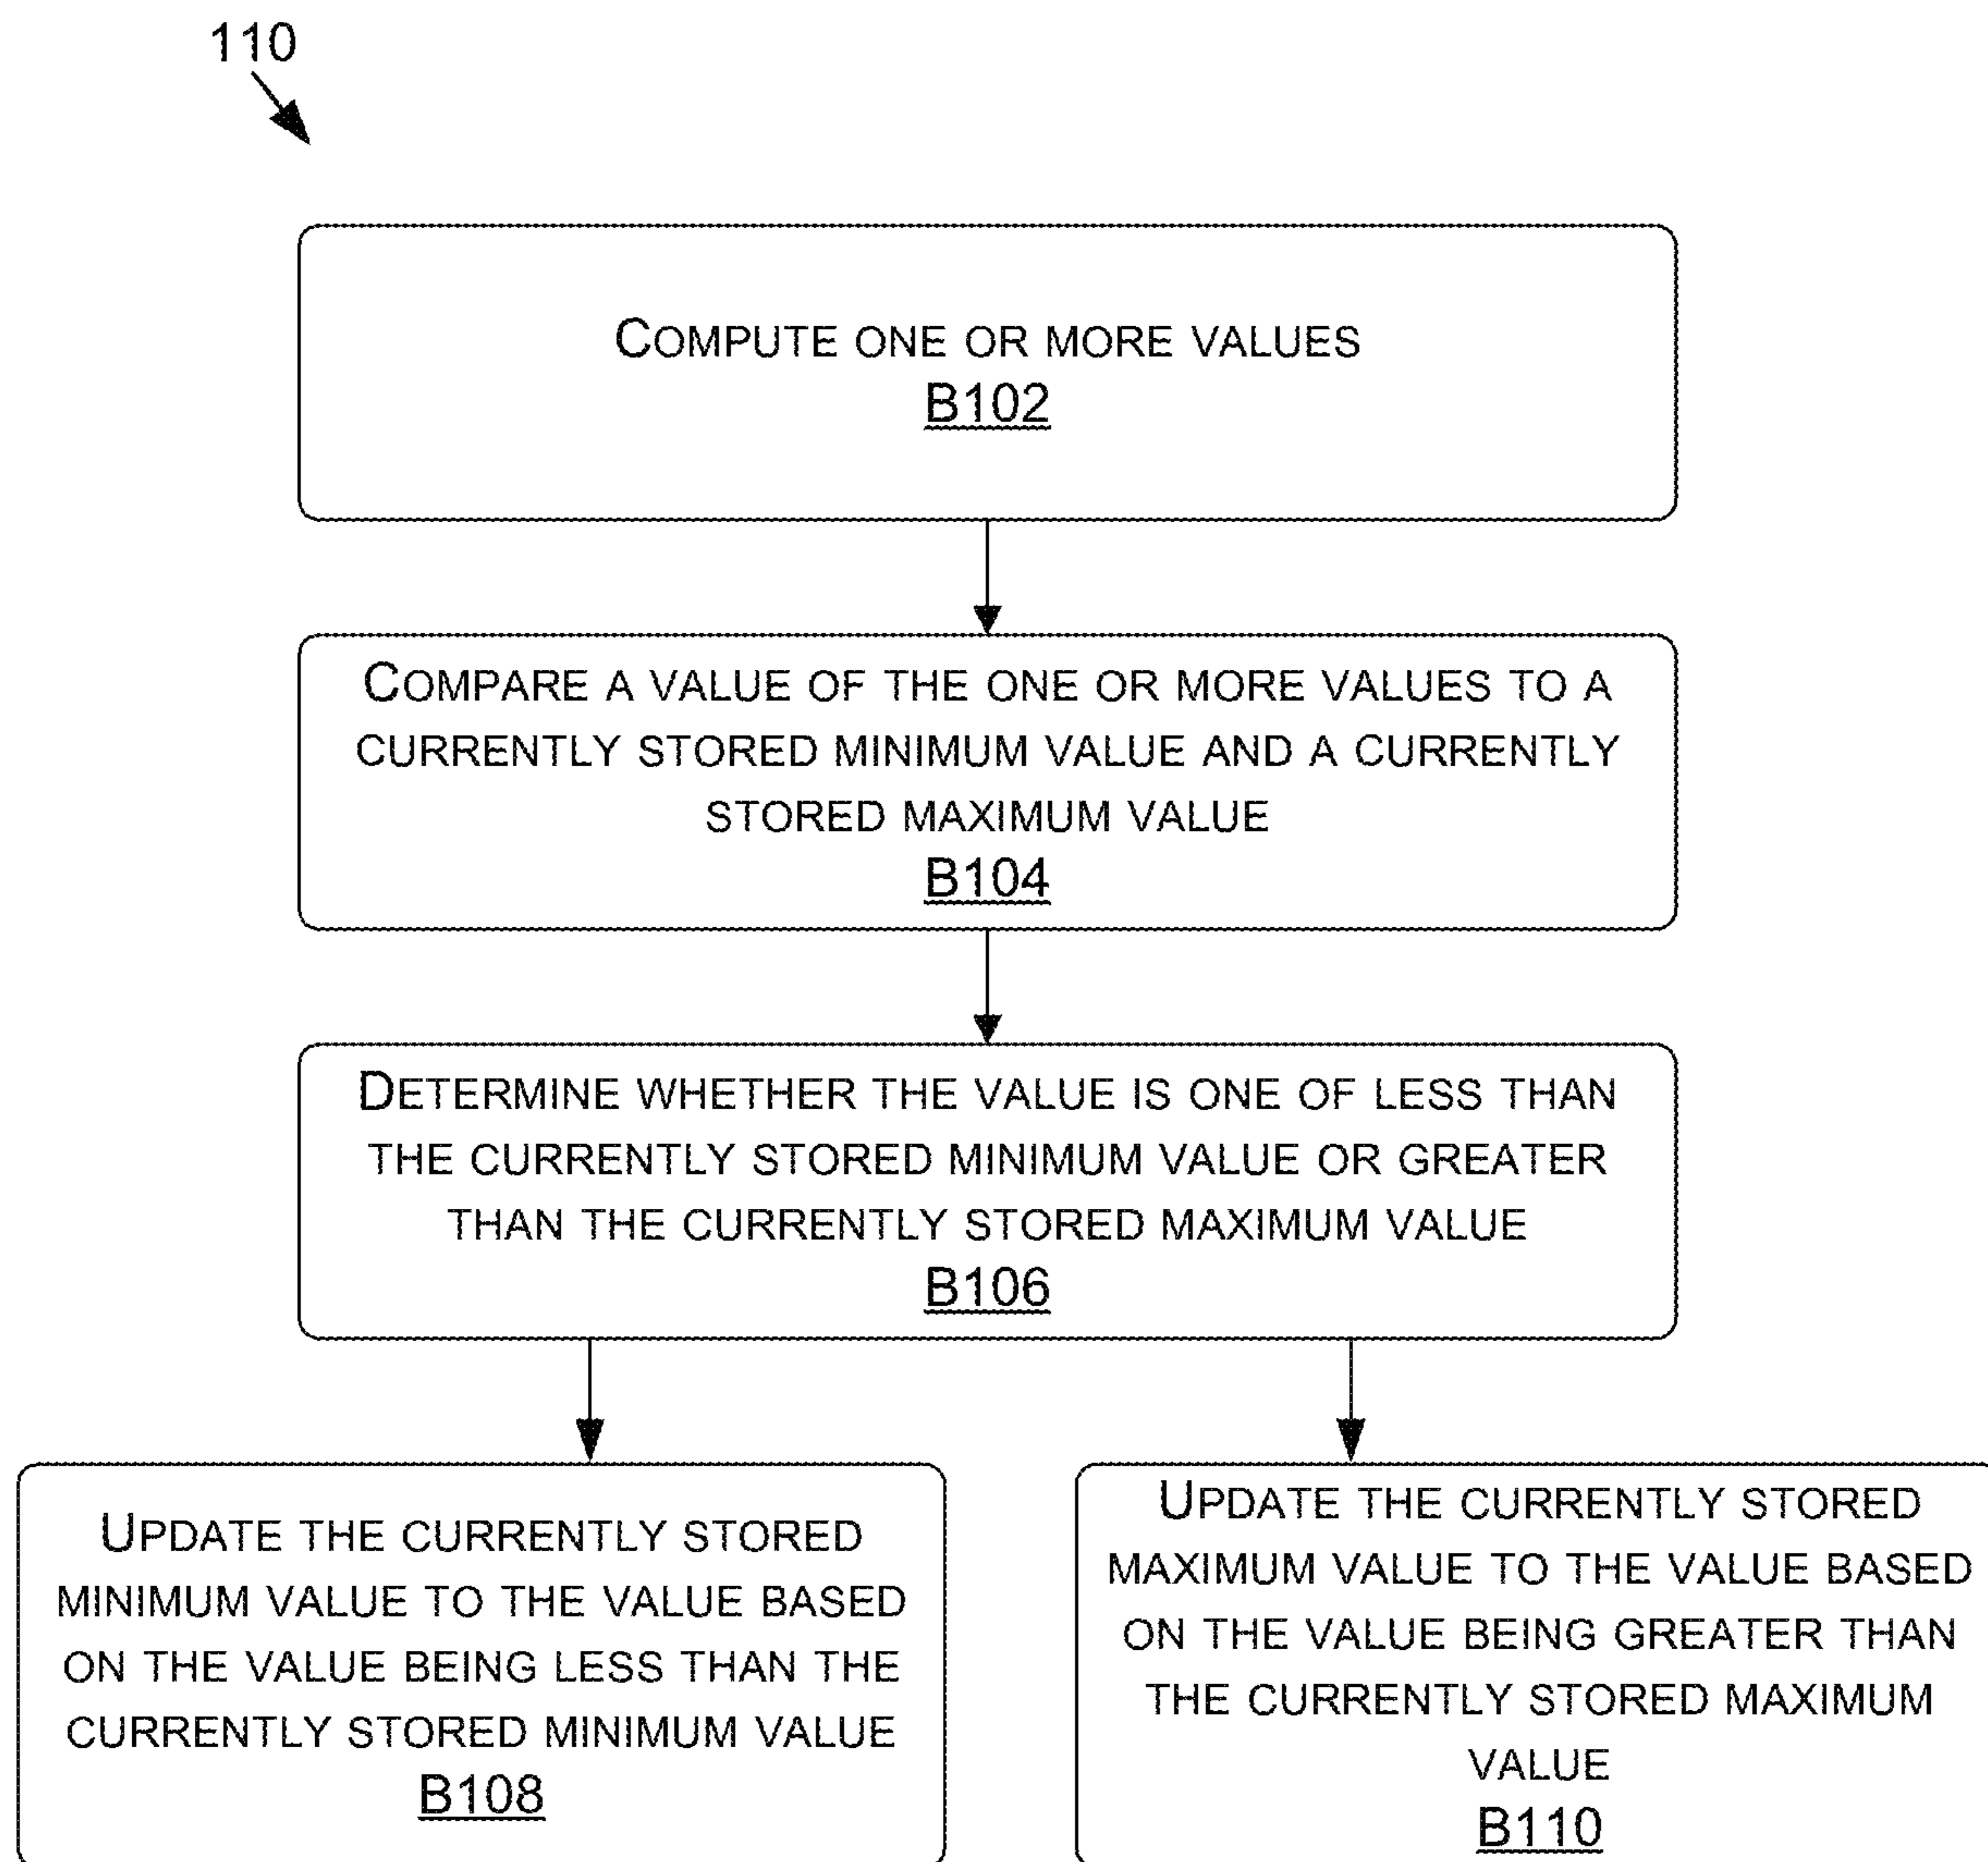 110
COMPUTE ONE OR MORE VALUES
B102
COMPARE A VALUE OF THE ONE OR MORE VALUES TO A
CURRENTLY STORED MINIMUM VALUE AND A CURRENTLY
STORED MAXIMUM VALUE
B104
DETERMINE WHETHER THE VALUE IS ONE OF LESS THAN
THE CURRENTLY STORED MINIMUM VALUE OR GREATER
THAN THE CURRENTLY STORED MAXIMUM VALUE
B106
UPDATE THE CURRENTLY STORED
MINIMUM VALUE TO THE VALUE BASED
ON THE VALUE BEING LESS THAN THE
CURRENTLY STORED MINIMUM VALUE
B108
UPDATE THE CURRENTLY STORED
MAXIMUM VALUE TO THE VALUE BASED
ON THE VALUE BEING GREATER THAN
THE CURRENTLY STORED MAXIMUM
VALUE
B110